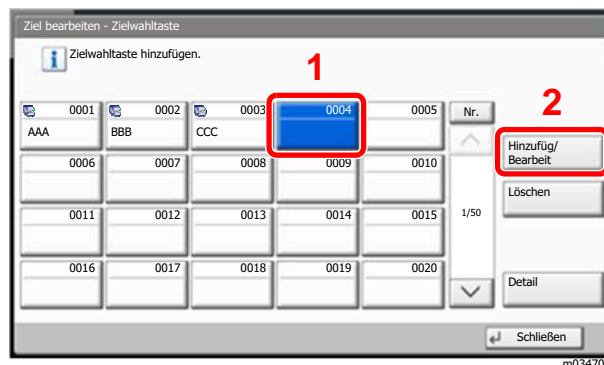 Ziel bearbeiten - Zielwahltaste
Zielwahltaste hinzufügen.
1
2
0001 0002 0003 0004 0005 Nr.
AAA BBB CCC
Hinzufüg/
Bearbeit
0006 0007 0008 0009 0010
Löschen
0011 0012 0013 0014 0015 1/50
0016 0017 0018 0019 0020
Detail
Schließen
m03470